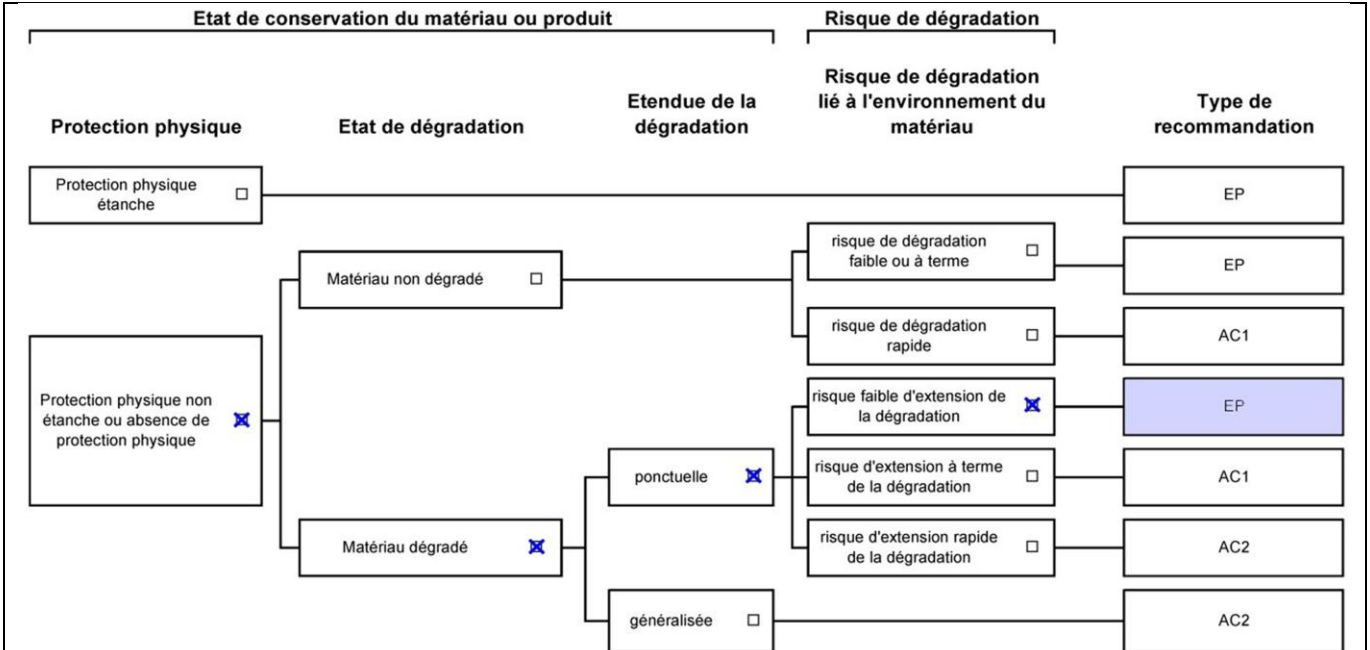 Etat de conservation du matériau ou produit
Risque de dégradation
Protection physique
Etat de dégradation
Etendue de la
dégradation
Risque de dégradation
lié à l'environnement du
matériau
Type de
recommandation
Protection physique
étanche
EP
risque de dégradation
faible ou à terme
EP
Matériau non dégradé
risque de dégradation
rapide
AC1
Protection physique non
étanche ou absence de
protection physique
risque faible d'extension de
la dégradation
EP
ponctuelle
risque d'extension à terme
de la dégradation
AC1
Matériau dégradé
risque d'extension rapide
de la dégradation
AC2
généralisée
AC2